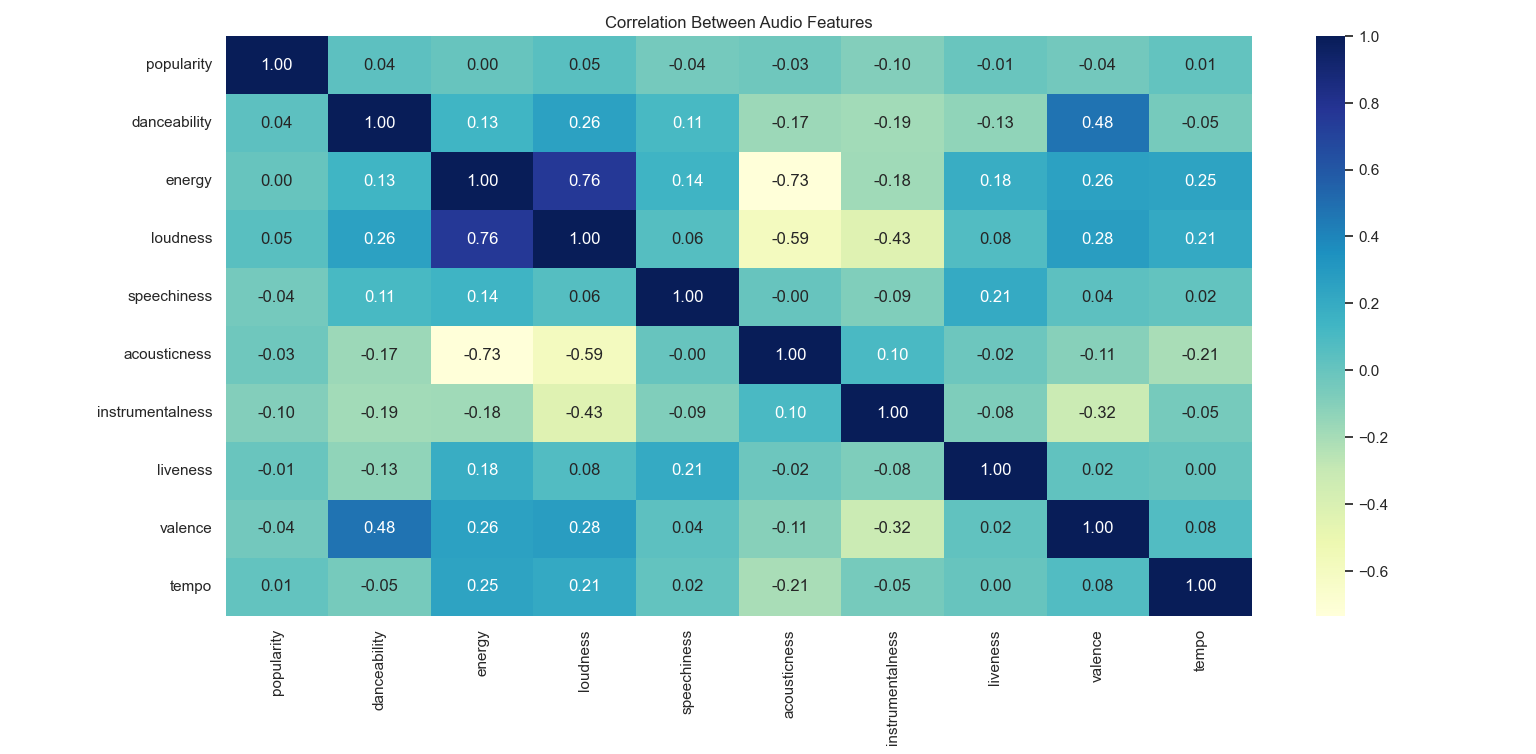 Correlation Between Audio Features
popularity 1.00 0.04 0.00 0.05 -0.04 -0.03 -0.10 -0.01 -0.04 0.01
danceability 0.04 1.00 0.13 0.26 0.11 -0.17 -0.19 -0.13 0.48 -0.05
energy 0.00 0.13 1.00 0.76 0.14 -0.73 -0.18 0.18 0.26 0.25
loudness 0.05 0.26 0.76 1.00 0.06 -0.59 -0.43 0.08 0.28 0.21
speechiness -0.04 0.11 0.14 0.06 1.00 -0.00 -0.09 0.21 0.04 0.02
acousticness -0.03 -0.17 -0.73 -0.59 -0.00 1.00 0.10 -0.02 -0.11 -0.21
instrumentalness -0.10 -0.19 -0.18 -0.43 -0.09 0.10 1.00 -0.08 -0.32 -0.05
liveness -0.01 -0.13 0.18 0.08 0.21 -0.02 -0.08 1.00 0.02 0.00
valence -0.04 0.48 0.26 0.28 0.04 -0.11 -0.32 0.02 1.00 0.08
tempo 0.01 -0.05 0.25 0.21 0.02 -0.21 -0.05 0.00 0.08 1.00
popularity
danceability
energy
loudness
speechiness
acousticness
instrumentalness
liveness
valence
tempo
1.0
0.8
0.6
0.4
0.2
0.0
−0.2
−0.4
−0.6